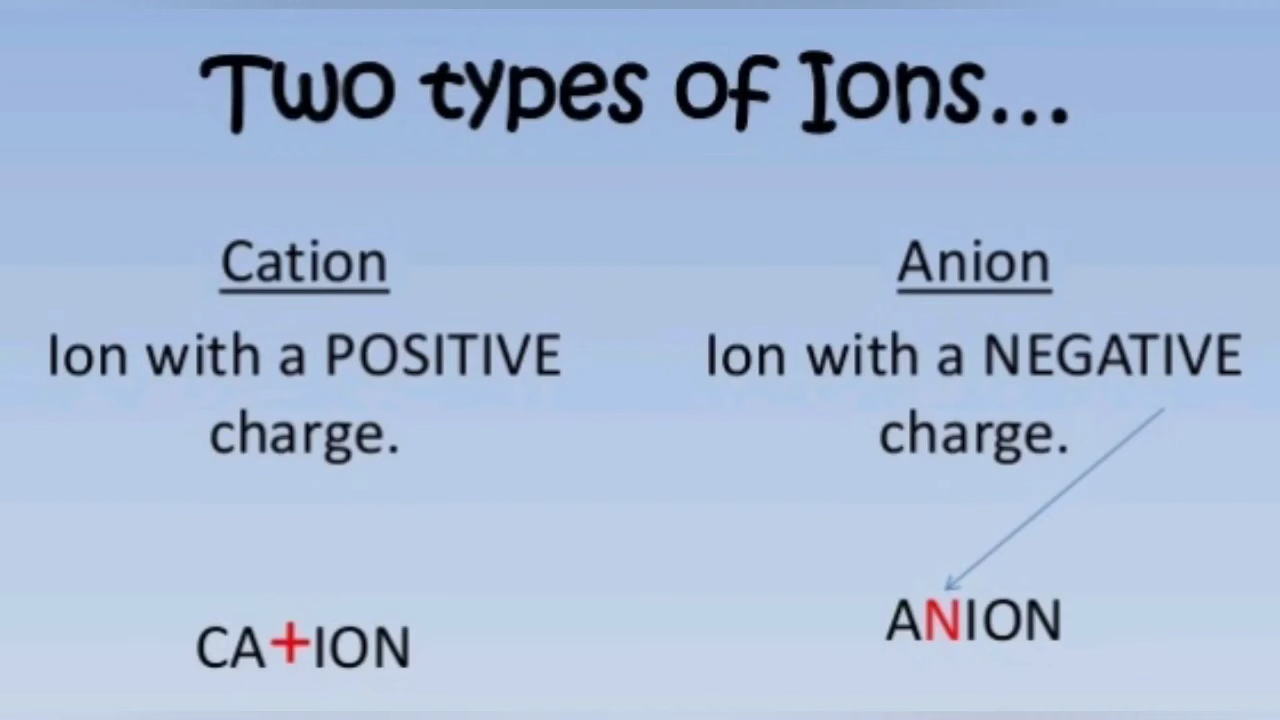 Two types of Ions...
Cation
Ion with a POSITIVE
charge.
CA+ION
Anion
Ion with a NEGATIVE
charge.
ANION